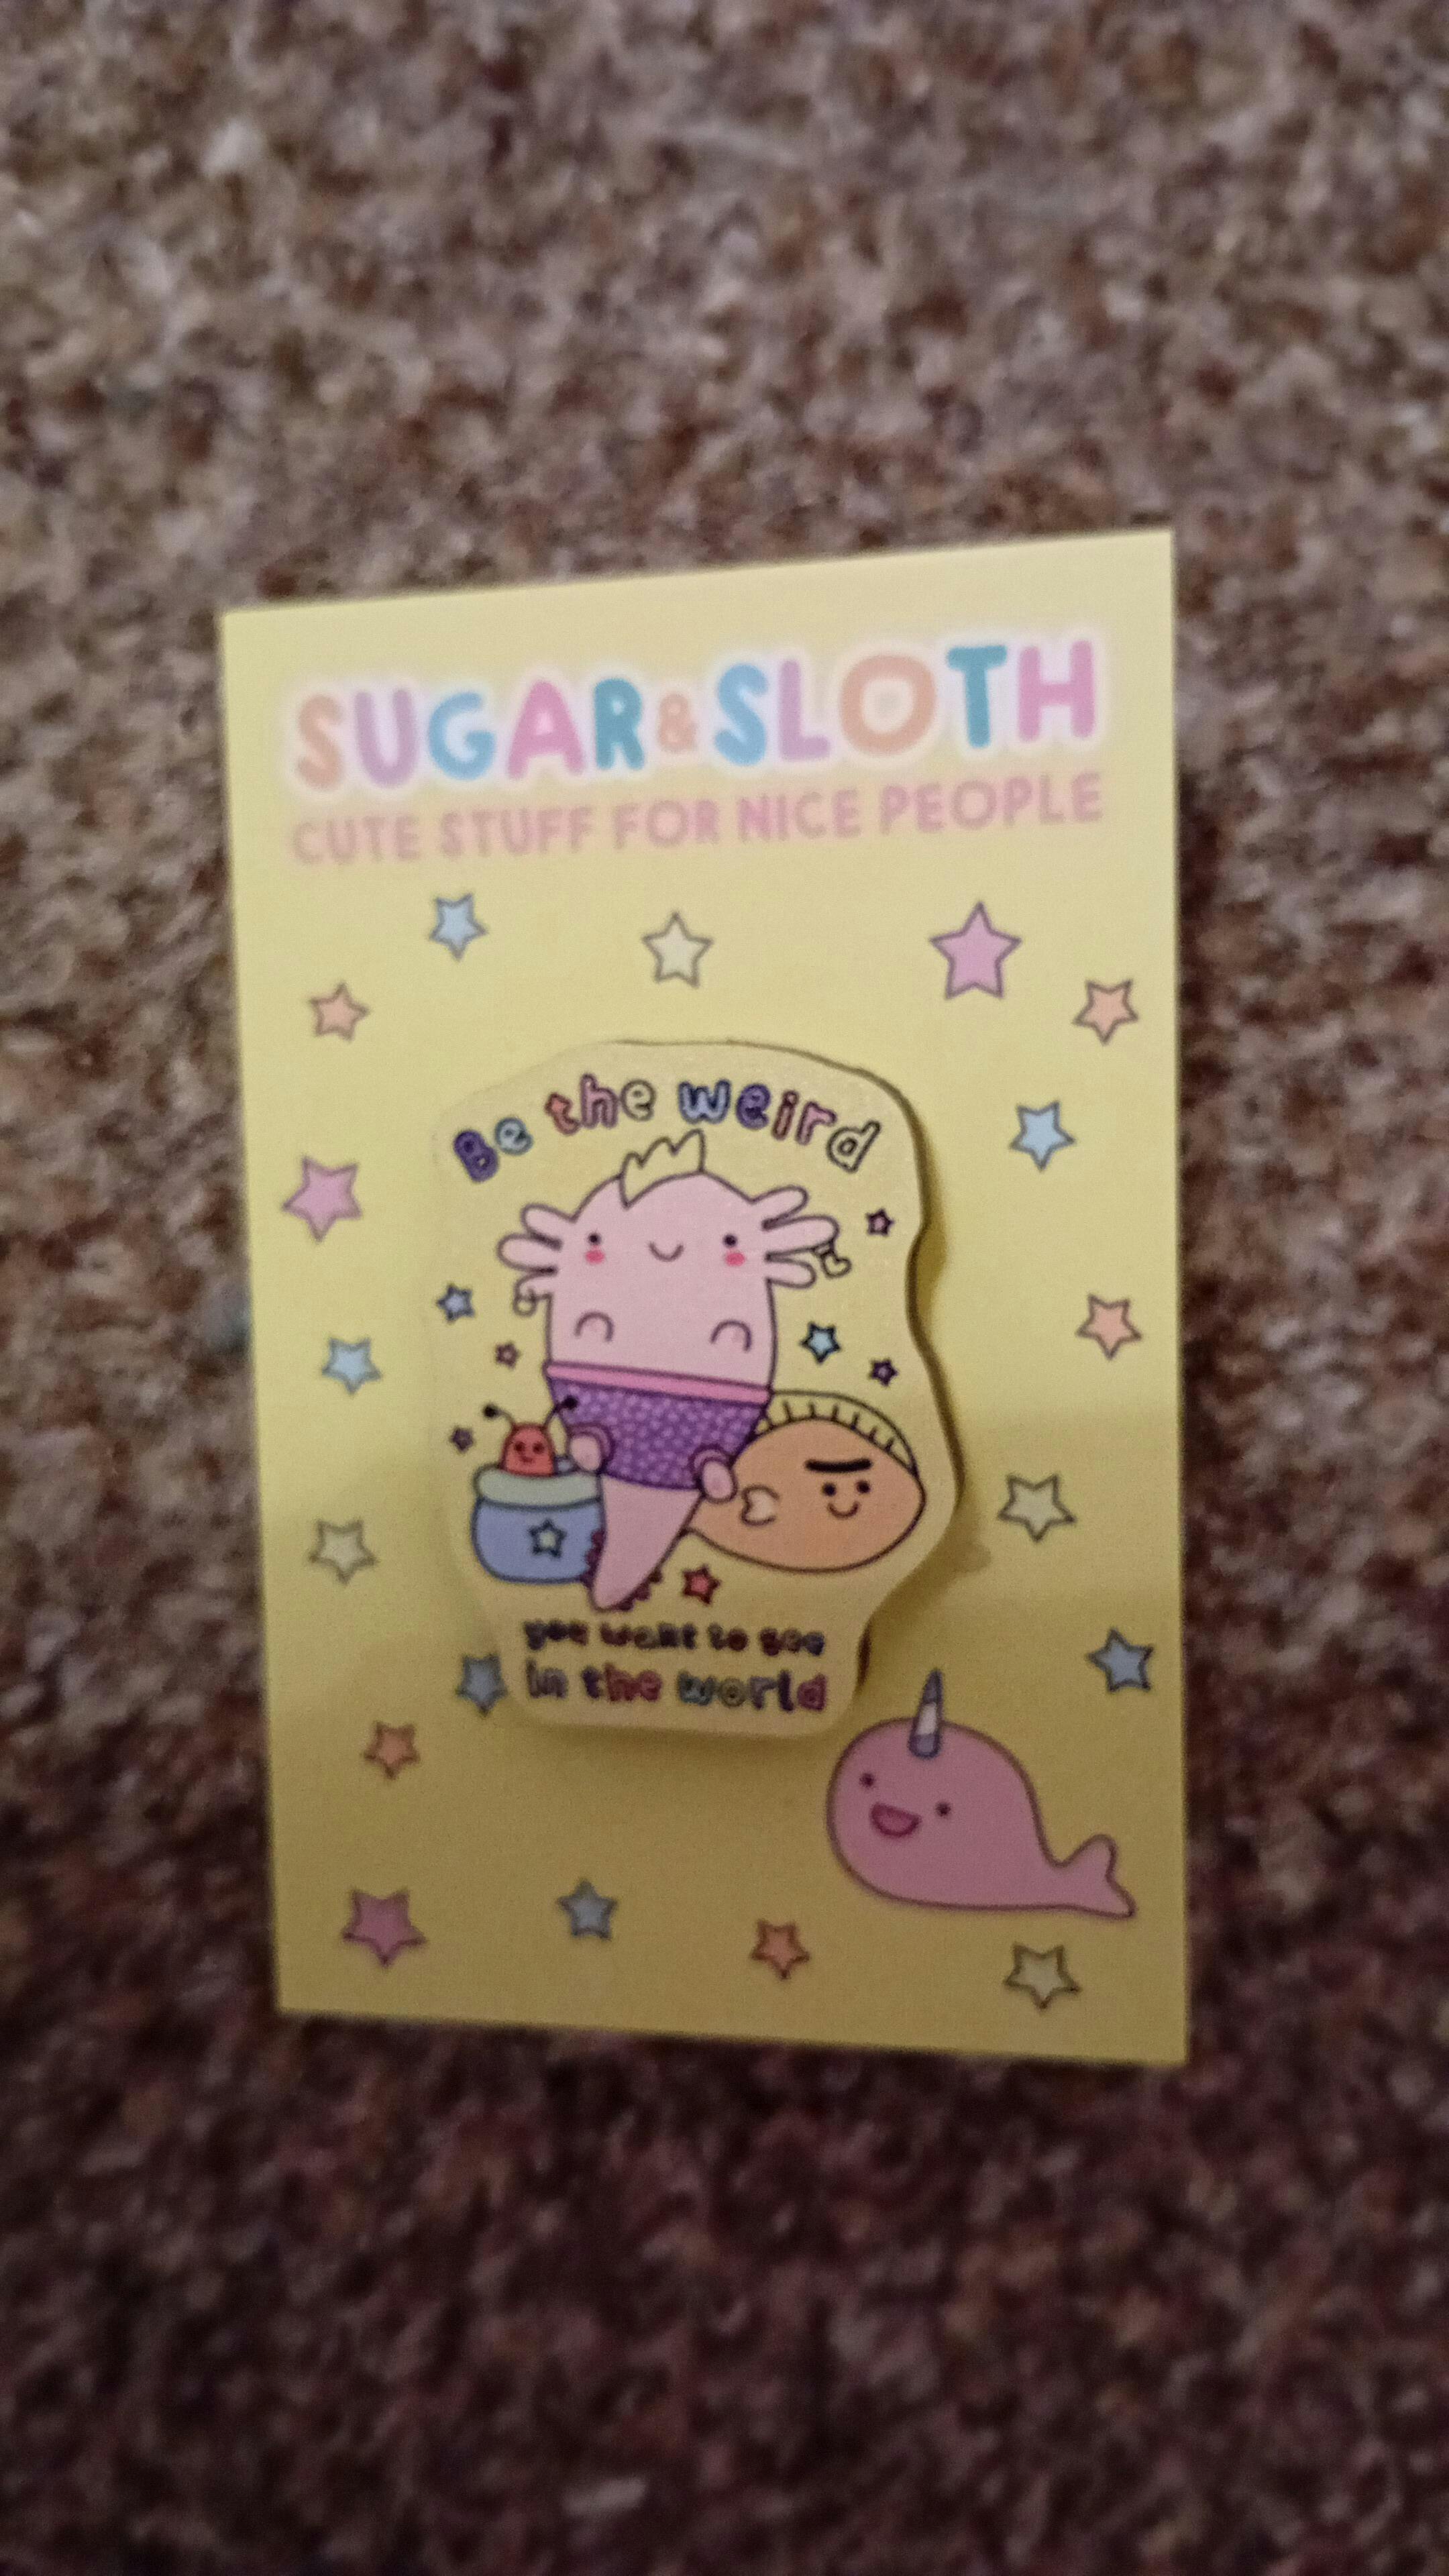 SUGAR & SLOTH
CUTE STUFF FOR NICE PEOPLE
Be the weird
you want to see
in the world